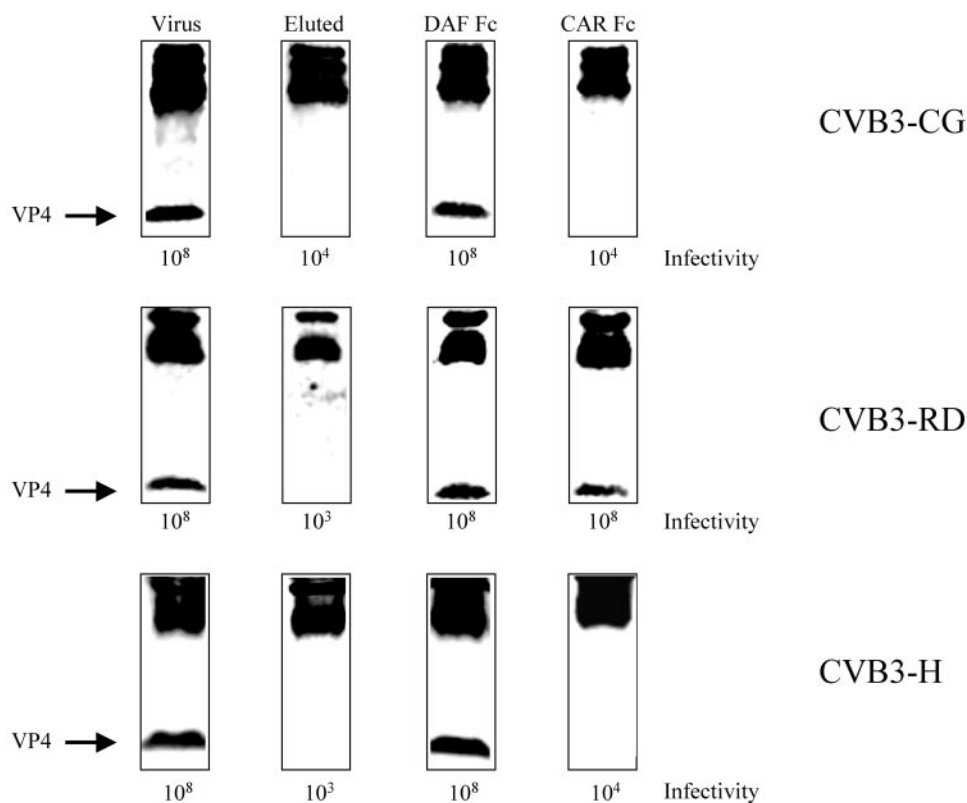 Virus Eluted DAF Fc CAR Fc
CVB3-CG
VP4
10⁸ 10⁴ 10⁸ 10⁴ Infectivity
CVB3-RD
VP4
10⁸ 10³ 10⁸ 10⁸ Infectivity
CVB3-H
VP4
10⁸ 10³ 10⁸ 10⁴ Infectivity